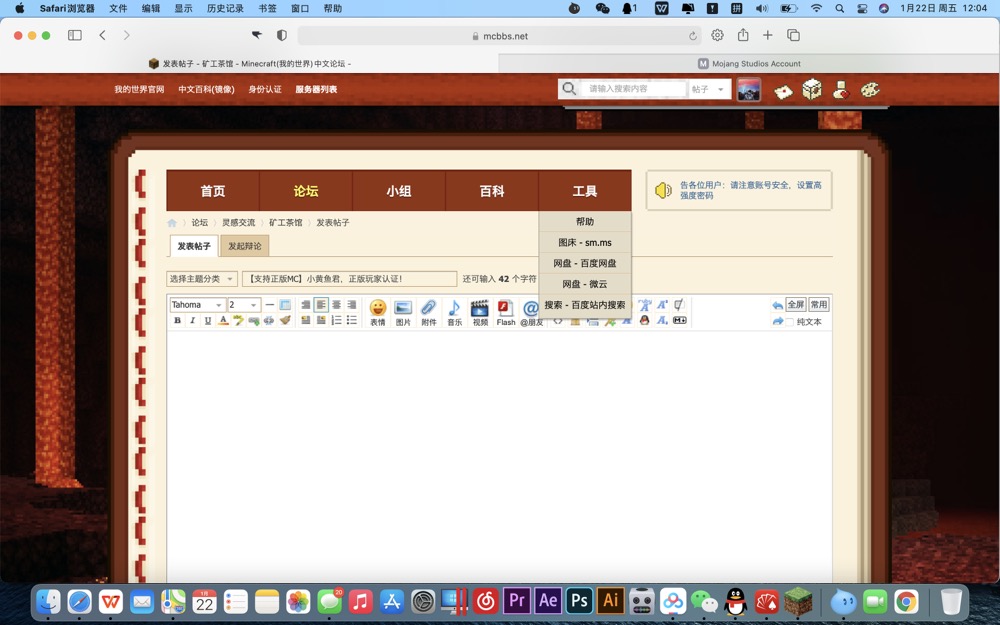 Safari浏览器 文件 编辑 显示 历史记录 书签 窗口 帮助 1 1月22日 周五 12:04
mcbbs.net
发表帖子 - 矿工茶馆 - Minecraft(我的世界)中文论坛 -
M Mojang Studios Account
我的世界官网 中文百科(镜像) 身份认证 服务器列表
请输入搜索内容 帖子
首页 论坛 小组 百科 工具
告各位用户：请注意账号安全，设置高
强度密码
论坛 灵感交流 矿工茶馆 发表帖子
帮助
图床 - sm.ms
网盘 - 百度网盘
网盘 - 微云
搜索 - 百度站内搜索
发表帖子 发起辩论
选择主题分类 【支持正版MC】小黄鱼君，正版玩家认证！ 还可输入 42 个字符
Tahoma 2
B I U A
表情 图片 附件 音乐 视频 Flash @朋友
全屏 常用
纯文本
1月
22
20
Pr Ae Ps Ai